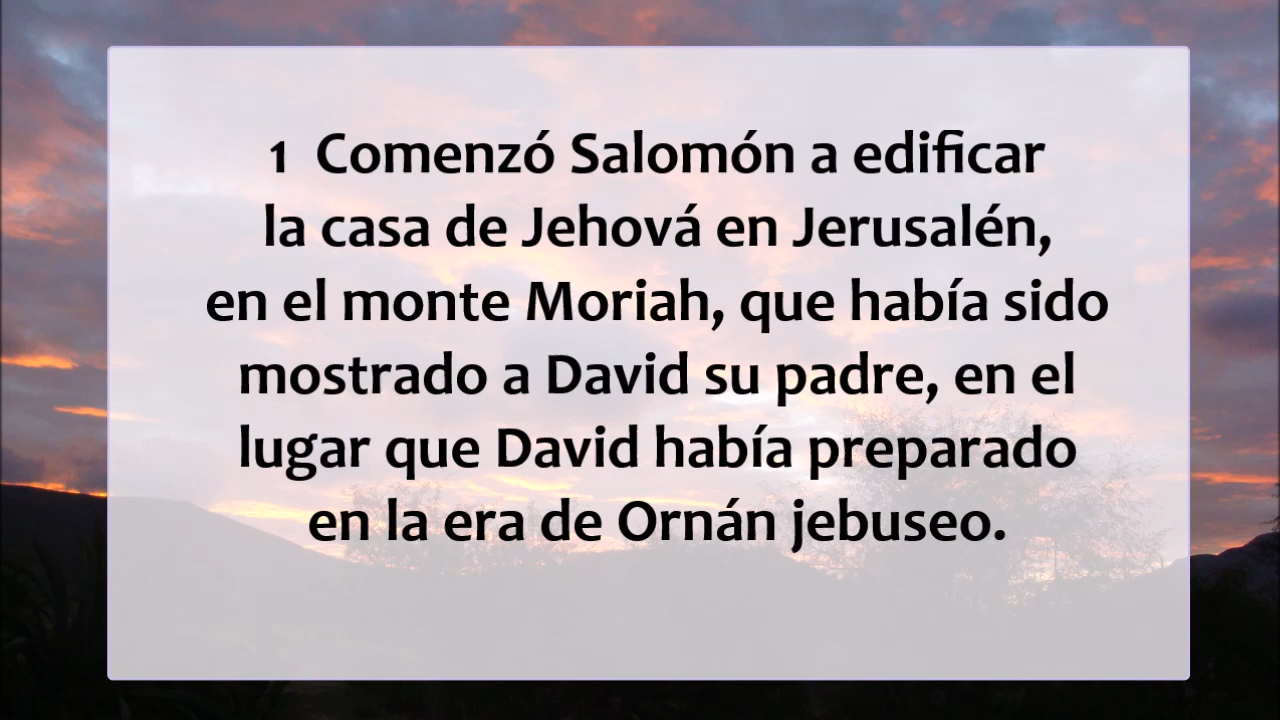 1 Comenzó Salomón a edificar
la casa de Jehová en Jerusalén,
en el monte Moriah, que había sido
mostrado a David su padre, en el
lugar que David había preparado
en la era de Ornán jebuseo.